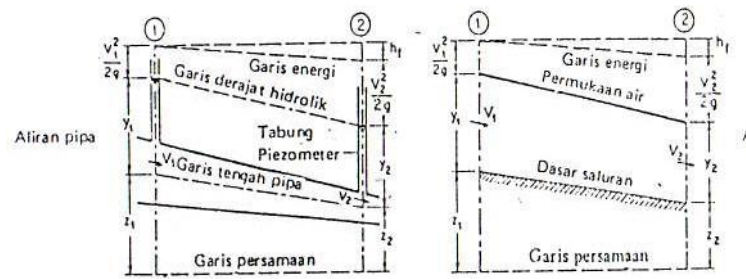 1
2
V₁²/2g
hf
Garis energi
Garis derajat hidrolik
V₂²/2g
y₁
Tabung
Piezometer
Aliran pipa
V₁
Garis tengah pipa
y₂
V₂
z₁
z₂
Garis persamaan
1
2
V₁²/2g
hf
Garis energi
Permukaan air
V₂²/2g
y₁
V₁
V₂
y₂
Dasar saluran
z₁
z₂
Garis persamaan